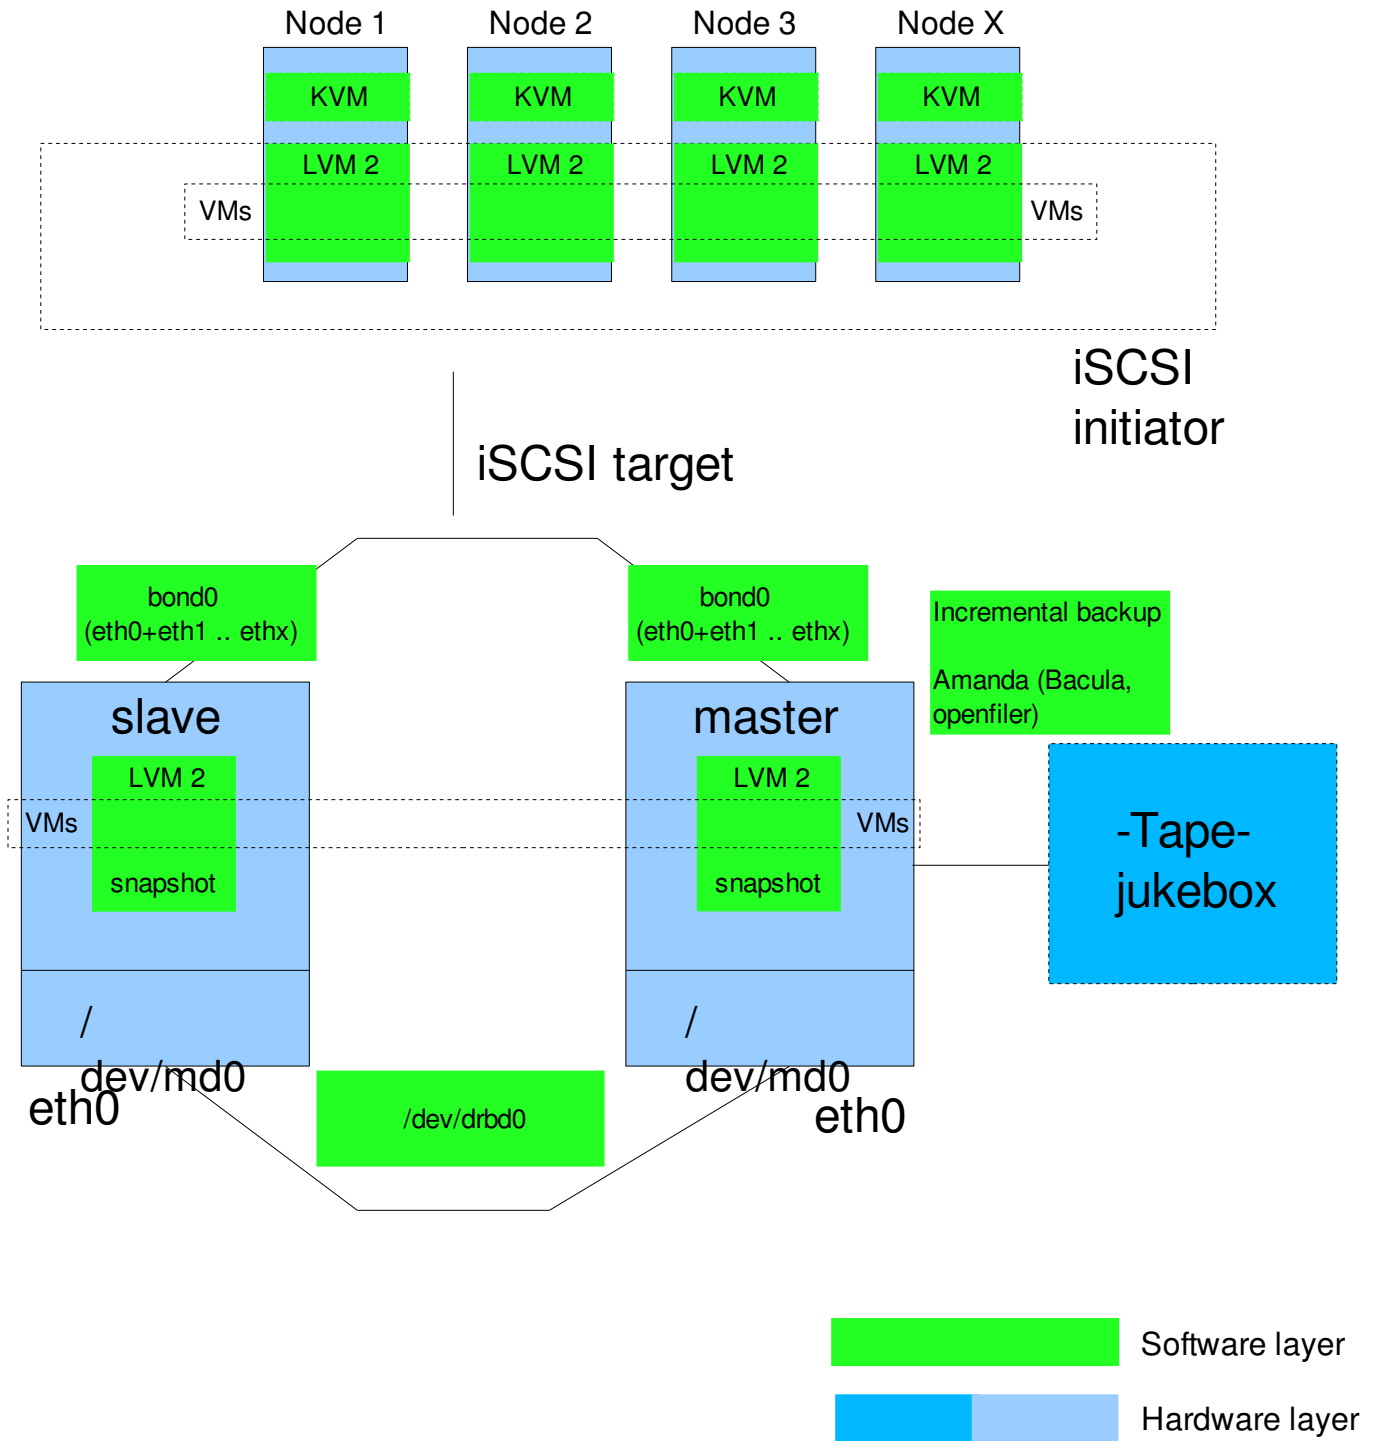 Node 1
Node 2
Node 3
Node X
KVM
KVM
KVM
KVM
LVM 2
LVM 2
LVM 2
LVM 2
VMs
VMs
iSCSI
initiator
iSCSI target
bond0
(eth0+eth1 .. ethx)
bond0
(eth0+eth1 .. ethx)
Incremental backup
Amanda (Bacula,
openfiler)
slave
master
LVM 2
LVM 2
VMs
VMs
snapshot
snapshot
-Tape-
jukebox
/
dev/md0
/
dev/md0
eth0
eth0
/dev/drbd0
Software layer
Hardware layer